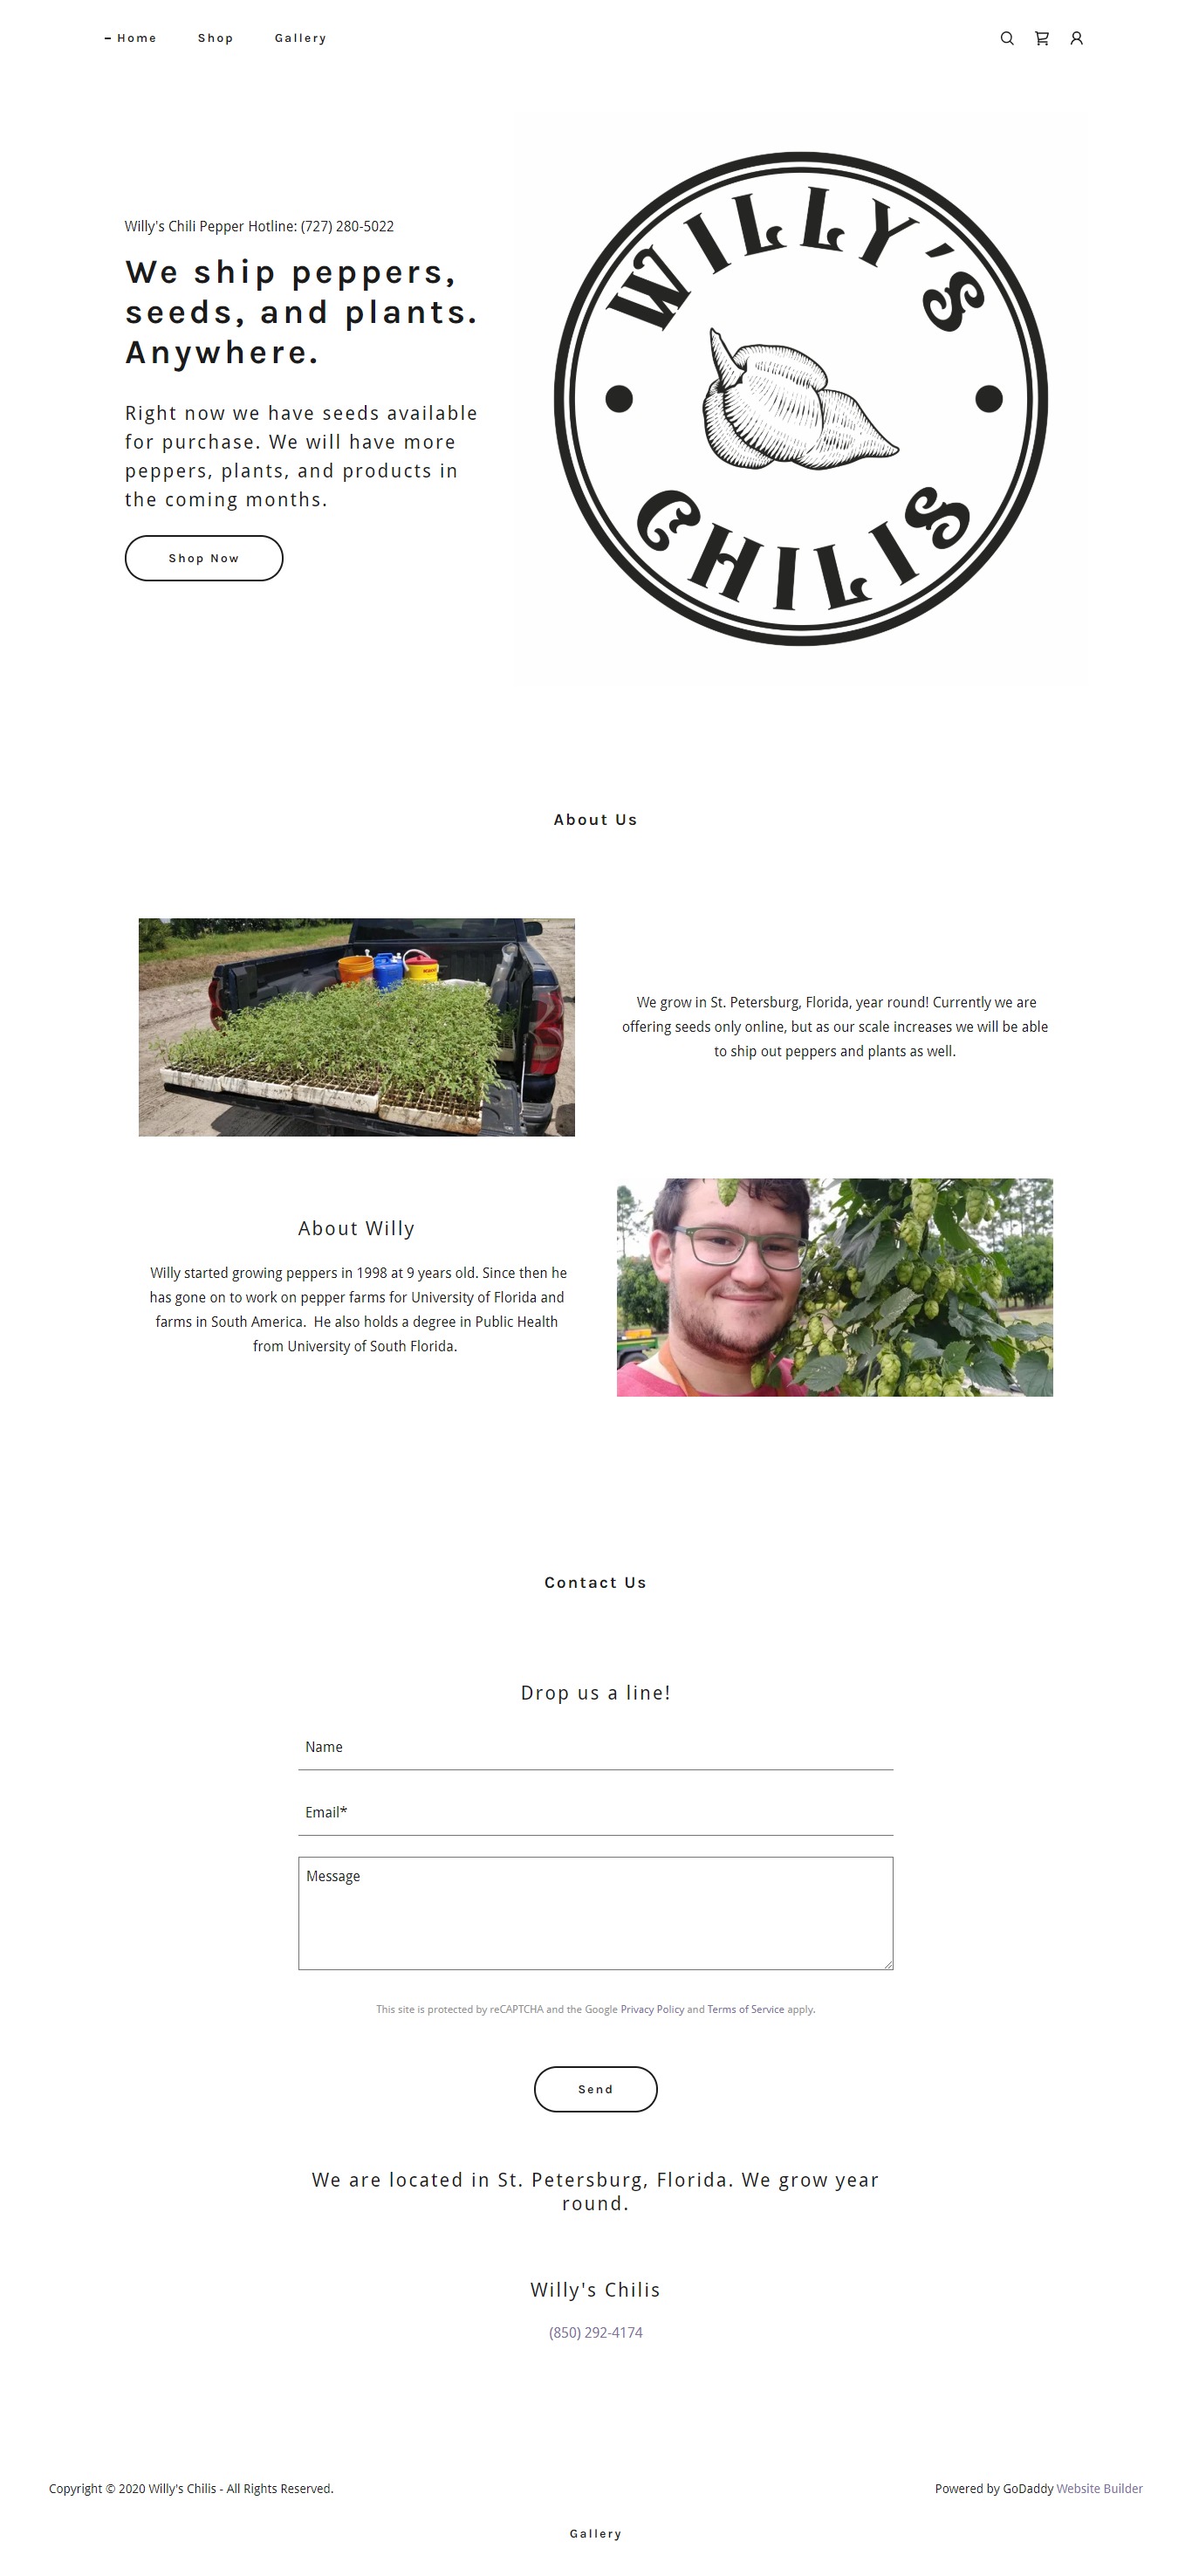 Home Shop Gallery
Willy's Chili Pepper Hotline: (727) 280-5022
We ship peppers,
seeds, and plants.
Anywhere.
Right now we have seeds available
for purchase. We will have more
peppers, plants, and products in
the coming months.
Shop Now
WILLY'S
CHILIS
About Us
We grow in St. Petersburg, Florida, year round! Currently we are
offering seeds only online, but as our scale increases we will be able
to ship out peppers and plants as well.
About Willy
Willy started growing peppers in 1998 at 9 years old. Since then he
has gone on to work on pepper farms for University of Florida and
farms in South America.  He also holds a degree in Public Health
from University of South Florida.
Contact Us
Drop us a line!
Name
Email*
Message
This site is protected by reCAPTCHA and the Google Privacy Policy and Terms of Service apply.
Send
We are located in St. Petersburg, Florida. We grow year
round.
Willy's Chilis
(850) 292-4174
Copyright © 2020 Willy's Chilis - All Rights Reserved.
Powered by GoDaddy Website Builder
Gallery